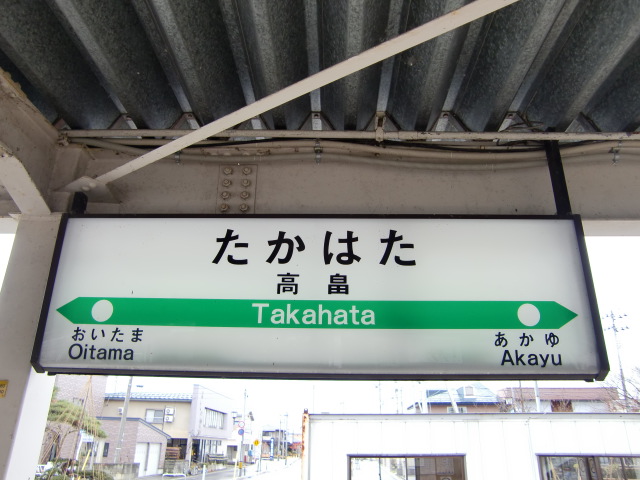 たかはた
高畠
Takahata
おいたま
Oitama
あかゆ
Akayu